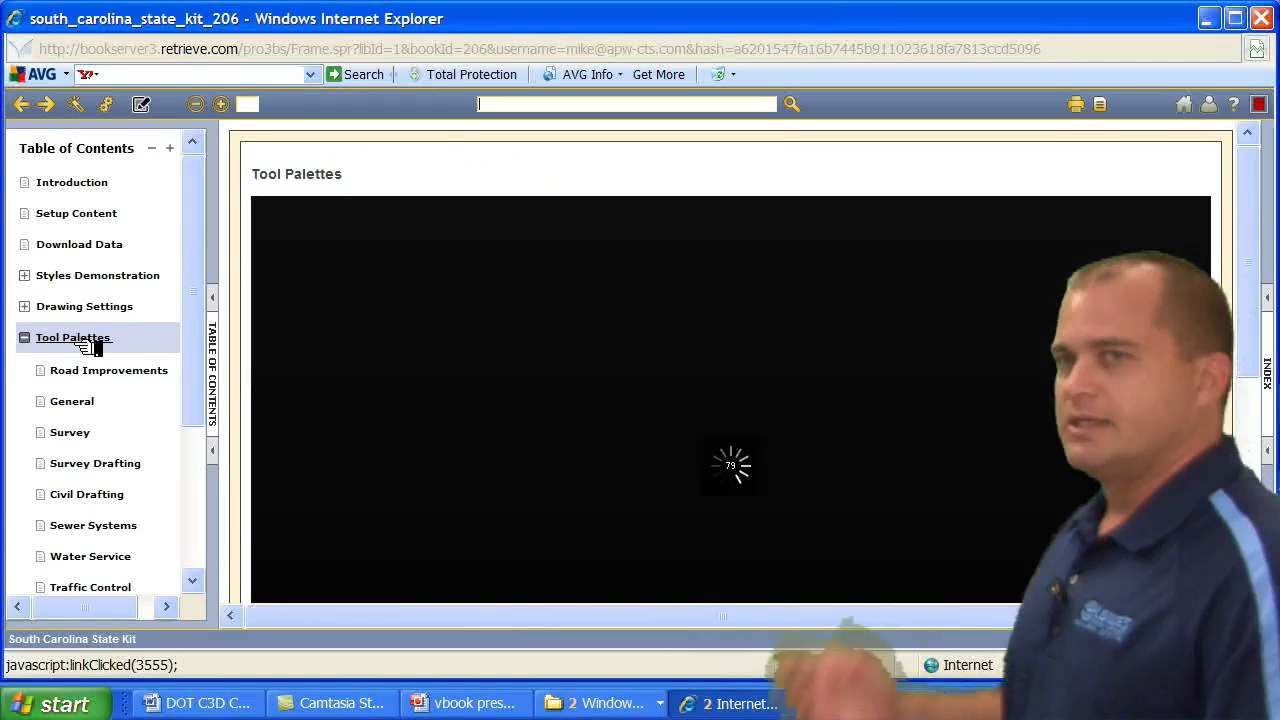 south_carolina_state_kit_206 - Windows Internet Explorer
http://bookserver3.retrieve.com/pro3bs/Frame.spr?libId=1&bookId=206&username=mike@apw-cts.com&hash=a6201547fa16b7445b911023618fa7813ccd5096
AVG Y! Search Total Protection AVG Info Get More
?
Table of Contents
Introduction
Setup Content
Download Data
Styles Demonstration
Drawing Settings
Tool Palettes
Road Improvements
General
Survey
Survey Drafting
Civil Drafting
Sewer Systems
Water Service
Traffic Control
TABLE OF CONTENTS
Tool Palettes
79
INDEX
South Carolina State Kit
javascript:linkClicked(3555);
Internet
start
DOT C3D C...
Camtasia St...
vbook pres...
2 Window...
2 Internet...